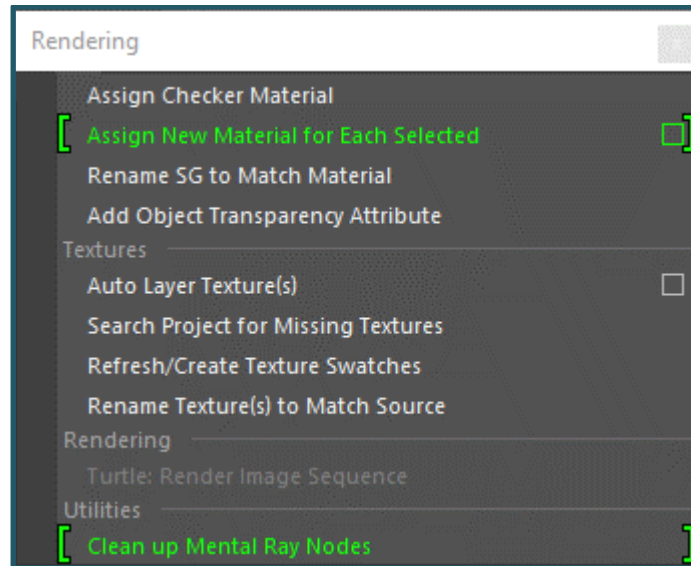 Rendering
Assign Checker Material
Assign New Material for Each Selected
Rename SG to Match Material
Add Object Transparency Attribute
Textures
Auto Layer Texture(s)
Search Project for Missing Textures
Refresh/Create Texture Swatches
Rename Texture(s) to Match Source
Rendering
Turtle: Render Image Sequence
Utilities
Clean up Mental Ray Nodes